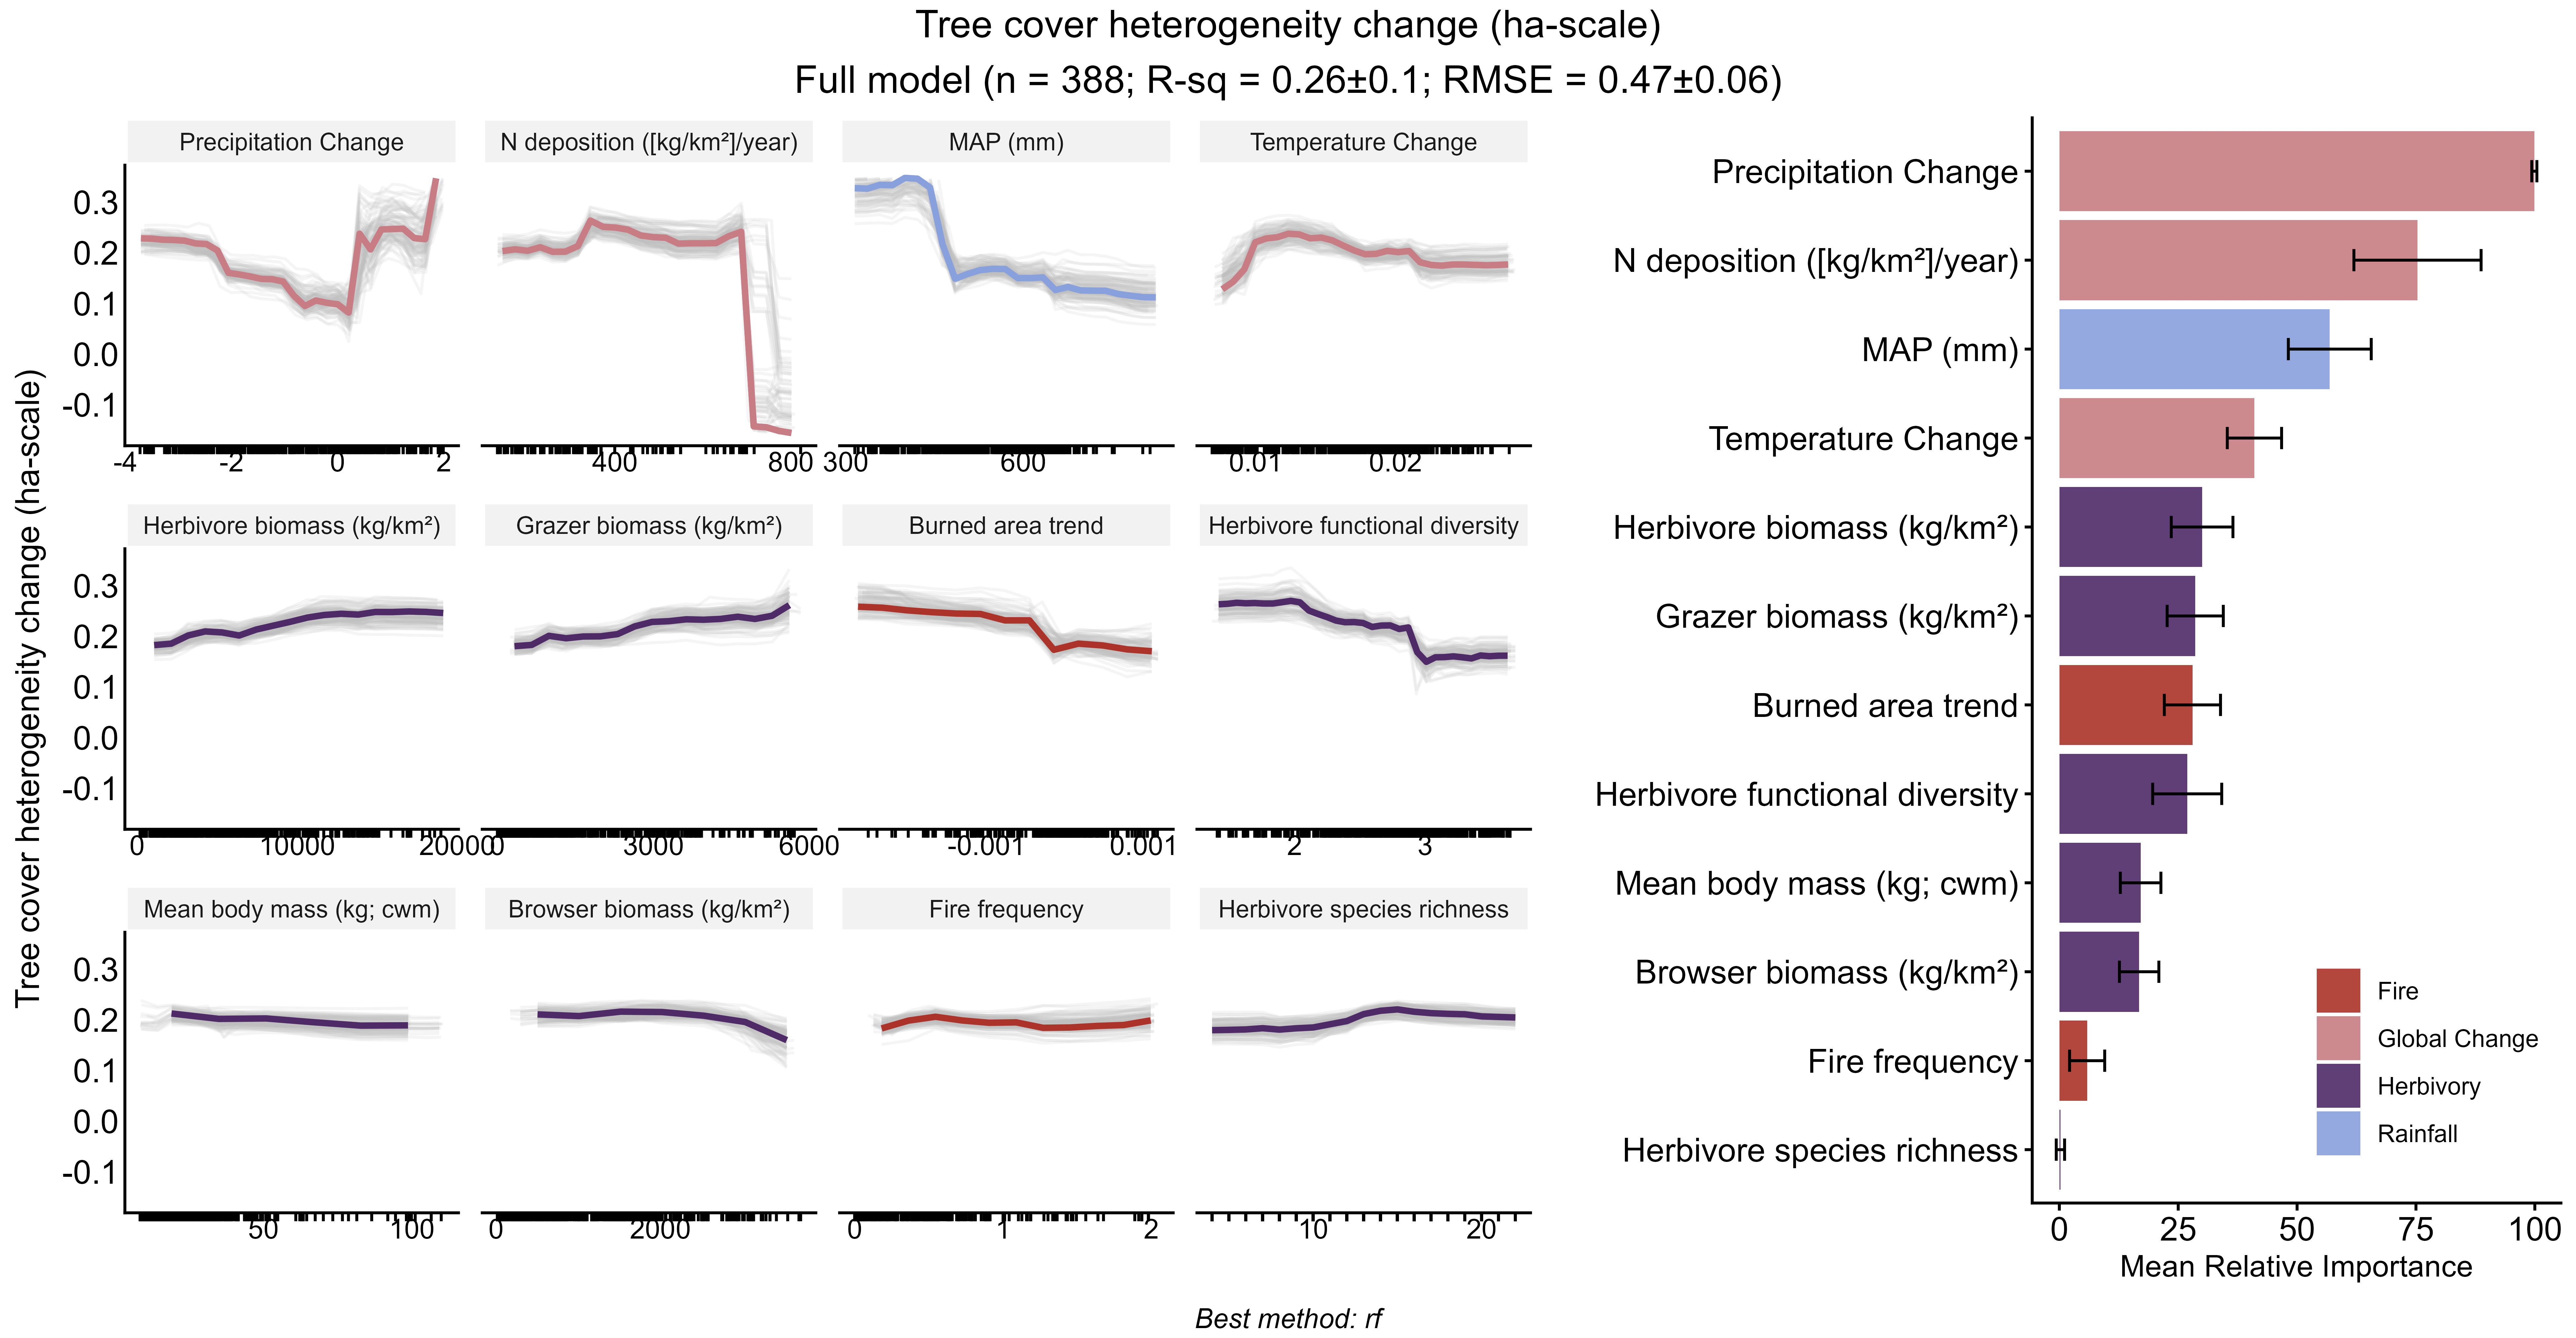 Tree cover heterogeneity change (ha-scale)
Full model (n = 388; R-sq = 0.26±0.1; RMSE = 0.47±0.06)
Tree cover heterogeneity change (ha-scale)
Precipitation Change
N deposition ([kg/km²]/year)
MAP (mm)
Temperature Change
0.3
0.2
0.1
0.0
-0.1
-4 -2 0 2
400 800
300 600
0.01 0.02
Herbivore biomass (kg/km²)
Grazer biomass (kg/km²)
Burned area trend
Herbivore functional diversity
0.3
0.2
0.1
0.0
-0.1
0 10000 20000
0 3000 6000
-0.001 0.001
2 3
Mean body mass (kg; cwm)
Browser biomass (kg/km²)
Fire frequency
Herbivore species richness
0.3
0.2
0.1
0.0
-0.1
50 100
0 2000
0 1 2
10 20
Best method: rf
Precipitation Change
N deposition ([kg/km²]/year)
MAP (mm)
Temperature Change
Herbivore biomass (kg/km²)
Grazer biomass (kg/km²)
Burned area trend
Herbivore functional diversity
Mean body mass (kg; cwm)
Browser biomass (kg/km²)
Fire frequency
Herbivore species richness
Fire
Global Change
Herbivory
Rainfall
0 25 50 75 100
Mean Relative Importance